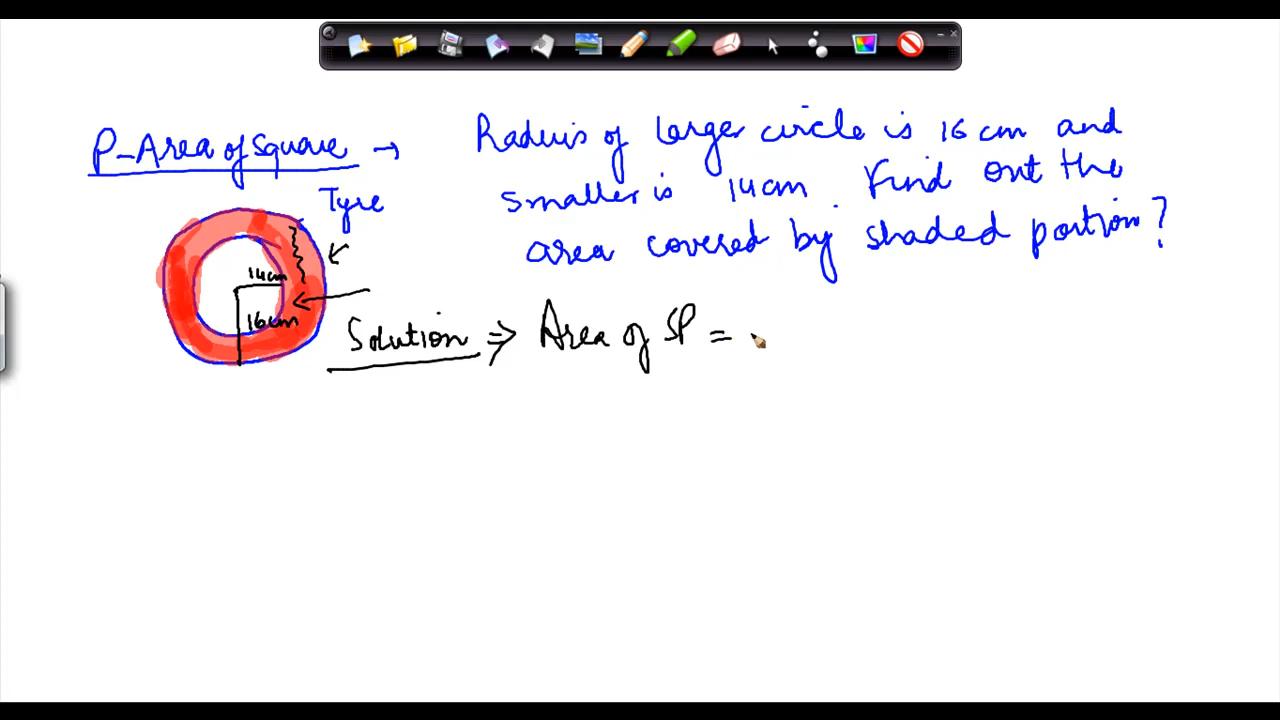 P-Area of Square →
Radius of larger circle is 16 cm and
smaller is 14cm. Find out the
area covered by shaded portion?
Tyre
14cm
16cm
Solution ⇒ Area of SP =